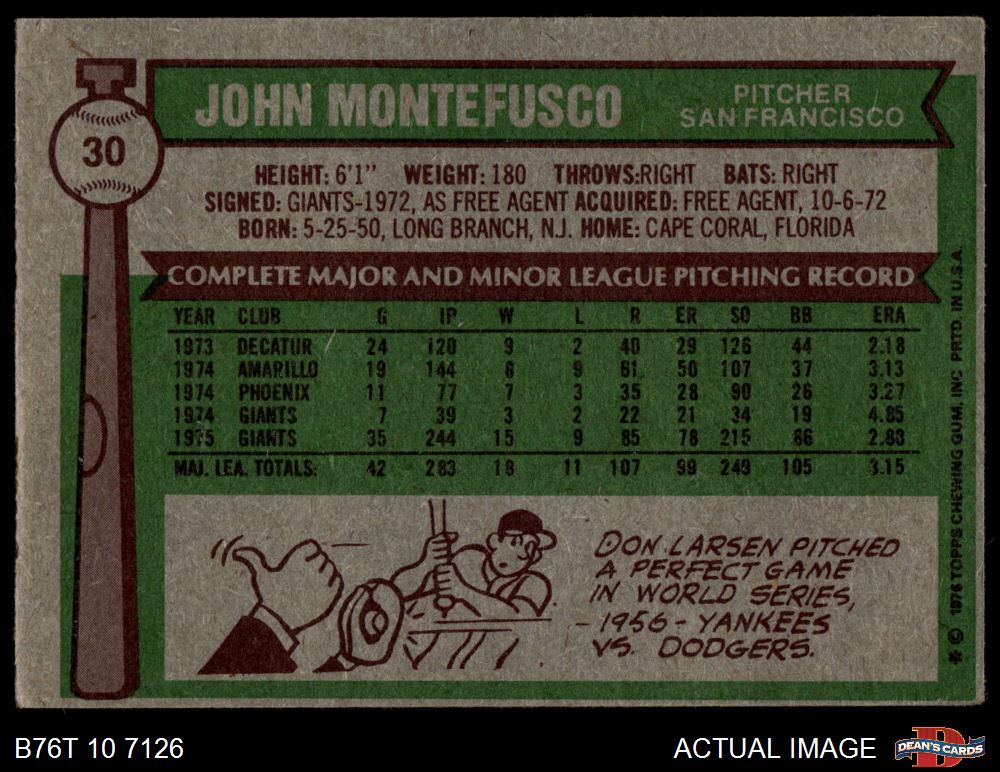 30
JOHN MONTEFUSCO
PITCHER
SAN FRANCISCO
HEIGHT: 6'1" WEIGHT: 180 THROWS:RIGHT BATS: RIGHT
SIGNED: GIANTS-1972, AS FREE AGENT ACQUIRED: FREE AGENT, 10-6-72
BORN: 5-25-50, LONG BRANCH, N.J. HOME: CAPE CORAL, FLORIDA
COMPLETE MAJOR AND MINOR LEAGUE PITCHING RECORD
YEAR CLUB G IP W L R ER SO BB ERA
1973 DECATUR 24 120 9 2 40 29 126 44 2.18
1974 AMARILLO 19 144 8 9 61 50 107 37 3.13
1974 PHOENIX 11 77 7 3 35 28 90 26 3.27
1974 GIANTS 7 39 3 2 22 21 34 19 4.85
1975 GIANTS 35 244 15 9 85 78 215 86 2.88
MAJ. LEA. TOTALS: 42 283 18 11 107 99 249 105 3.15
DON LARSEN PITCHED
A PERFECT GAME
IN WORLD SERIES,
- 1956 - YANKEES
VS. DODGERS.
* © 1976 TOPPS CHEWING GUM, INC PRTD. IN U.S.A.
B76T 10 7126
ACTUAL IMAGE
D
DEAN'S CARDS